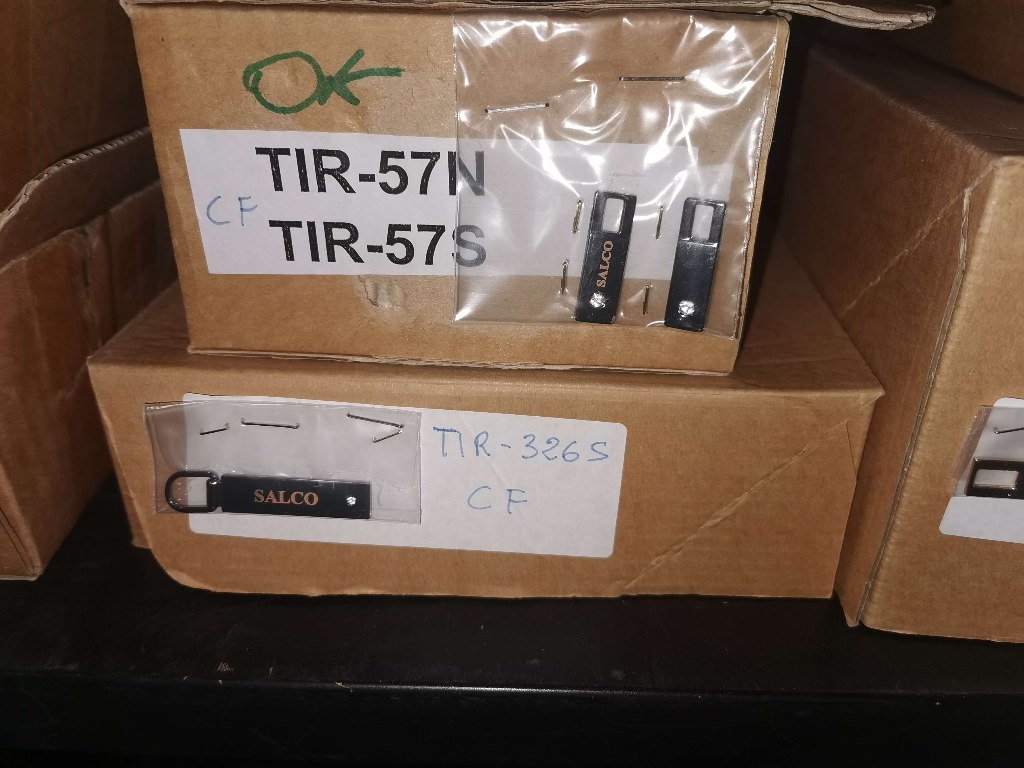 OK
TIR-57N
CF
TIR-57S
SALCO
SALCO
TIR-326S
CF